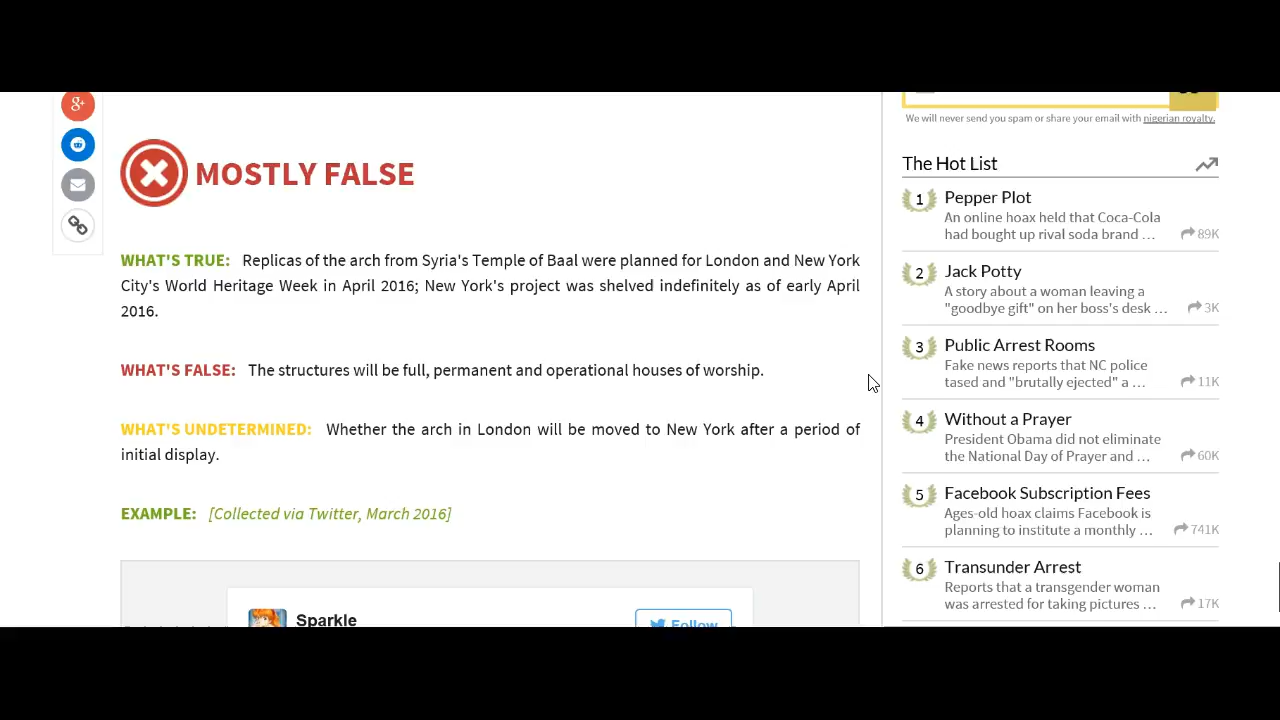 g+
MOSTLY FALSE
WHAT'S TRUE: Replicas of the arch from Syria's Temple of Baal were planned for London and New York
City's World Heritage Week in April 2016; New York's project was shelved indefinitely as of early April
2016.
WHAT'S FALSE: The structures will be full, permanent and operational houses of worship.
WHAT'S UNDETERMINED: Whether the arch in London will be moved to New York after a period of
initial display.
EXAMPLE: [Collected via Twitter, March 2016]
Sparkle
Follow
We will never send you spam or share your email with nigerian royalty.
The Hot List
1 Pepper Plot
An online hoax held that Coca-Cola
had bought up rival soda brand ... 89K
2 Jack Potty
A story about a woman leaving a
"goodbye gift" on her boss's desk ... 3K
3 Public Arrest Rooms
Fake news reports that NC police
tased and "brutally ejected" a ... 11K
4 Without a Prayer
President Obama did not eliminate
the National Day of Prayer and ... 60K
5 Facebook Subscription Fees
Ages-old hoax claims Facebook is
planning to institute a monthly ... 741K
6 Transunder Arrest
Reports that a transgender woman
was arrested for taking pictures ... 17K